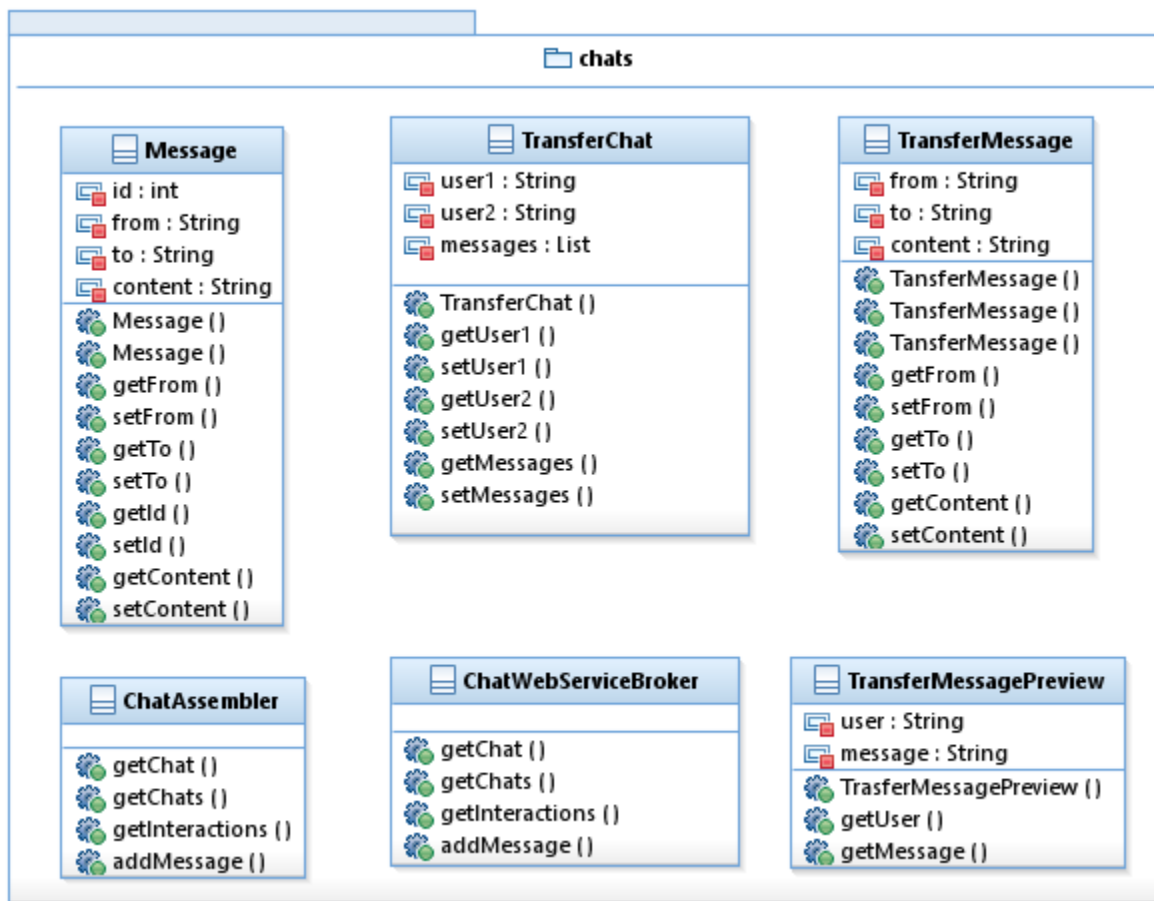 chats
Message
id : int
from : String
to : String
content : String
Message ()
Message ()
getFrom ()
setFrom ()
getTo ()
setTo ()
getId ()
setId ()
getContent ()
setContent ()
TransferChat
user1 : String
user2 : String
messages : List
TransferChat ()
getUser1 ()
setUser1 ()
getUser2 ()
setUser2 ()
getMessages ()
setMessages ()
TransferMessage
from : String
to : String
content : String
TansferMessage ()
TansferMessage ()
TansferMessage ()
getFrom ()
setFrom ()
getTo ()
setTo ()
getContent ()
setContent ()
ChatAssembler
getChat ()
getChats ()
getInteractions ()
addMessage ()
ChatWebServiceBroker
getChat ()
getChats ()
getInteractions ()
addMessage ()
TransferMessagePreview
user : String
message : String
TrasferMessagePreview ()
getUser ()
getMessage ()